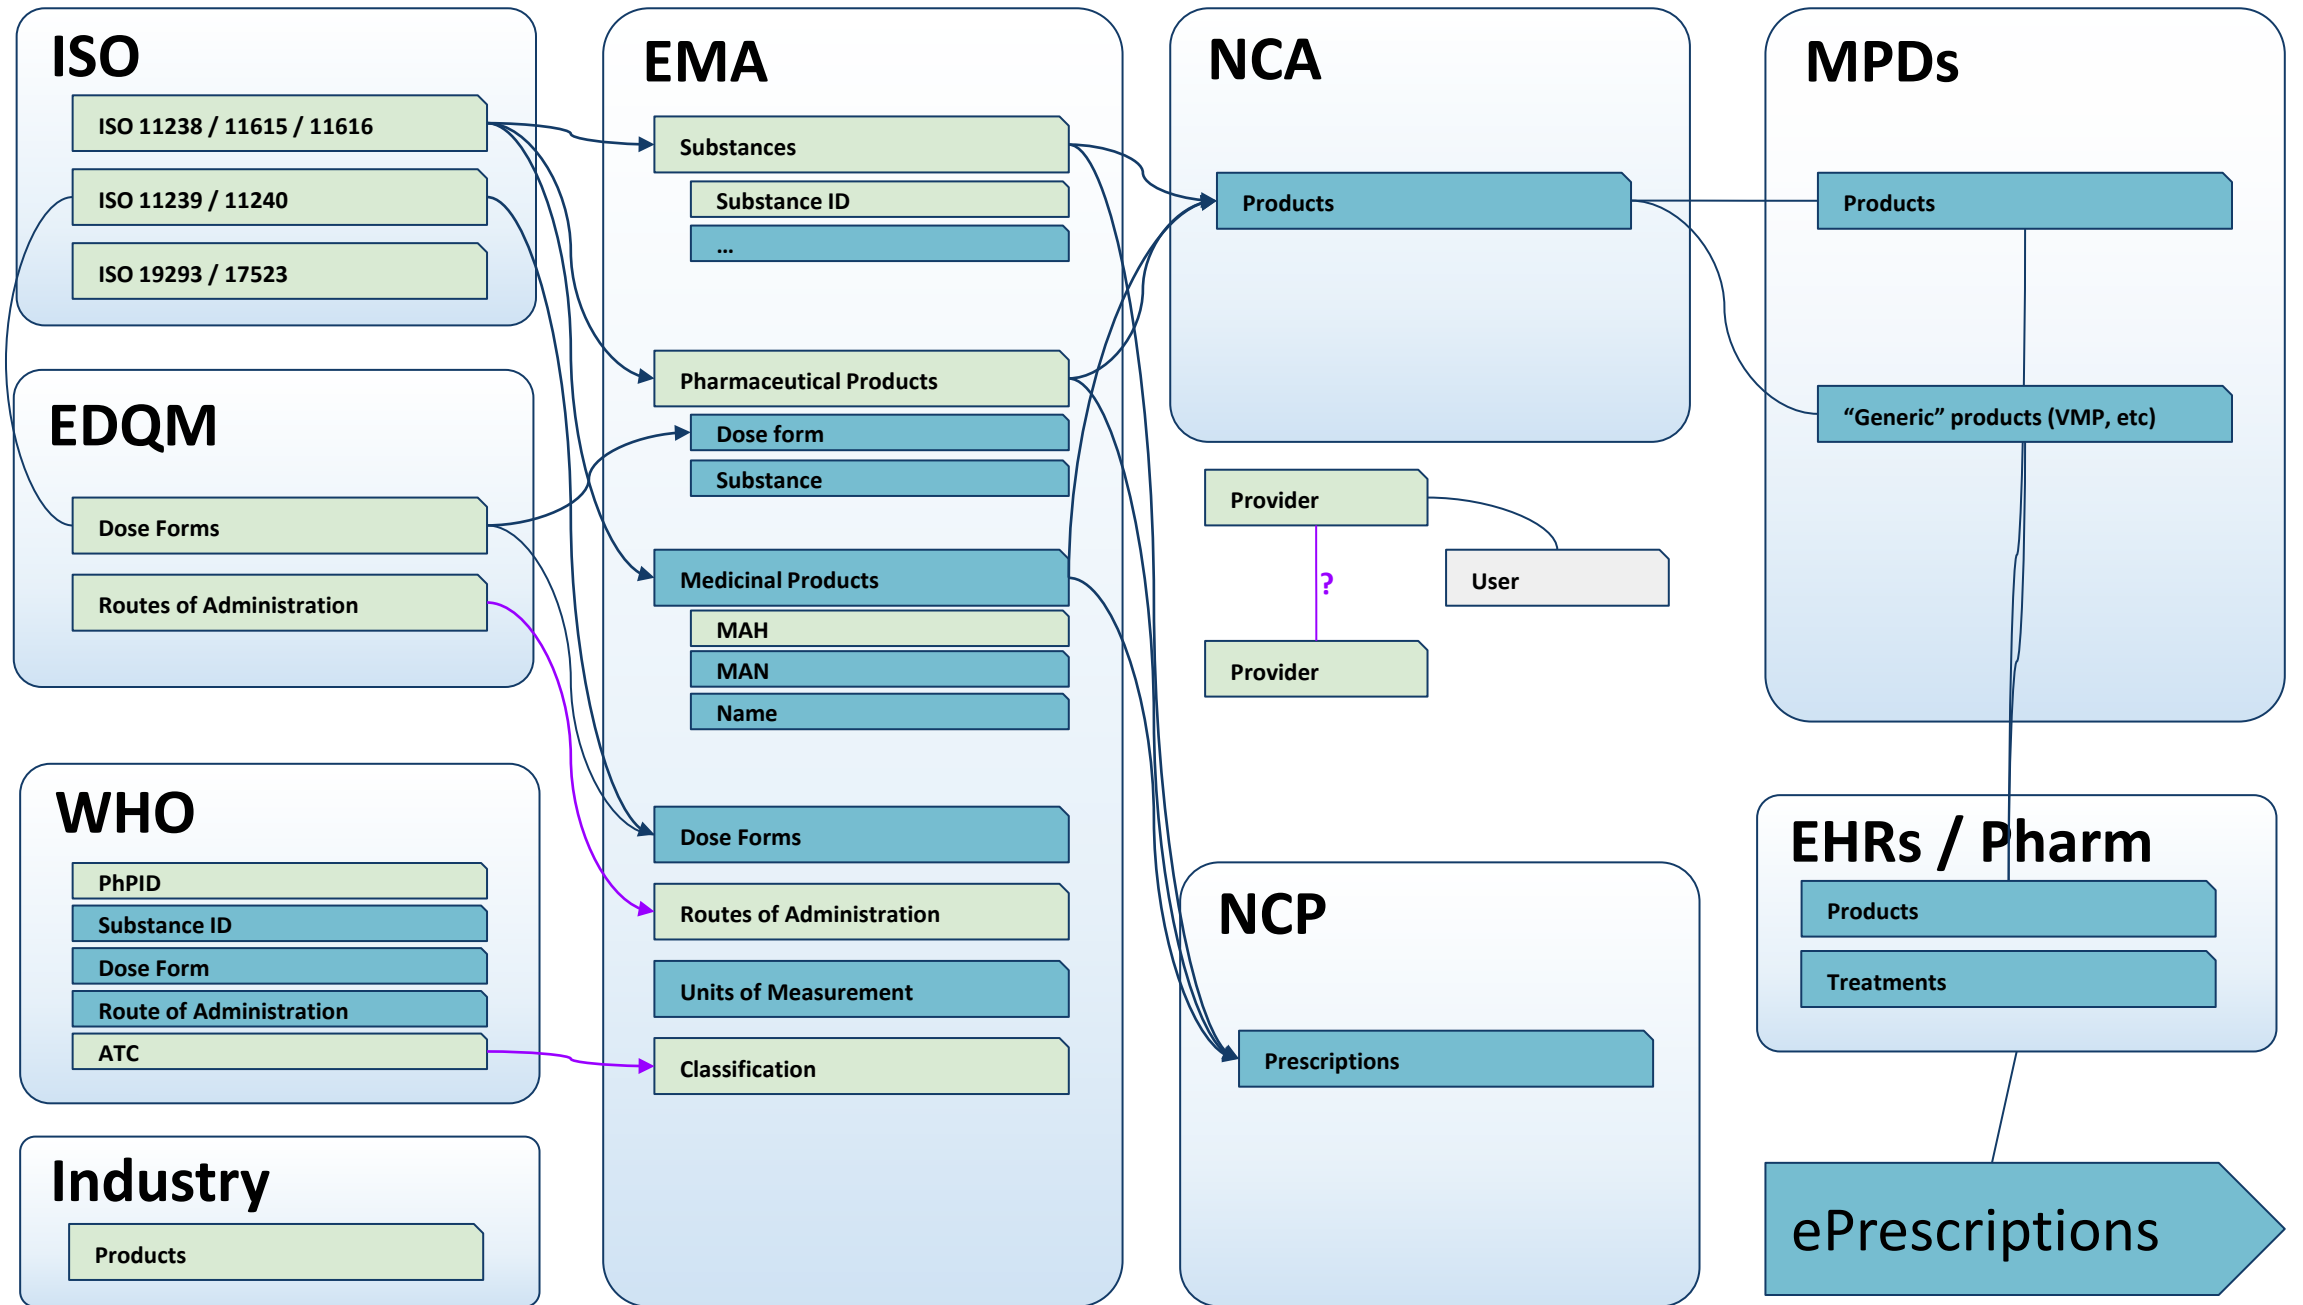 ISO
ISO 11238 / 11615 / 11616
ISO 11239 / 11240
ISO 19293 / 17523
EDQM
Dose Forms
Routes of Administration
WHO
PhPID
Substance ID
Dose Form
Route of Administration
ATC
Industry
Products
EMA
Substances
Substance ID
...
Pharmaceutical Products
Dose form
Substance
Medicinal Products
MAH
MAN
Name
Dose Forms
Routes of Administration
Units of Measurement
Classification
NCA
Products
Provider
User
?
Provider
NCP
Prescriptions
MPDs
Products
“Generic” products (VMP, etc)
EHRs / Pharm
Products
Treatments
ePrescriptions